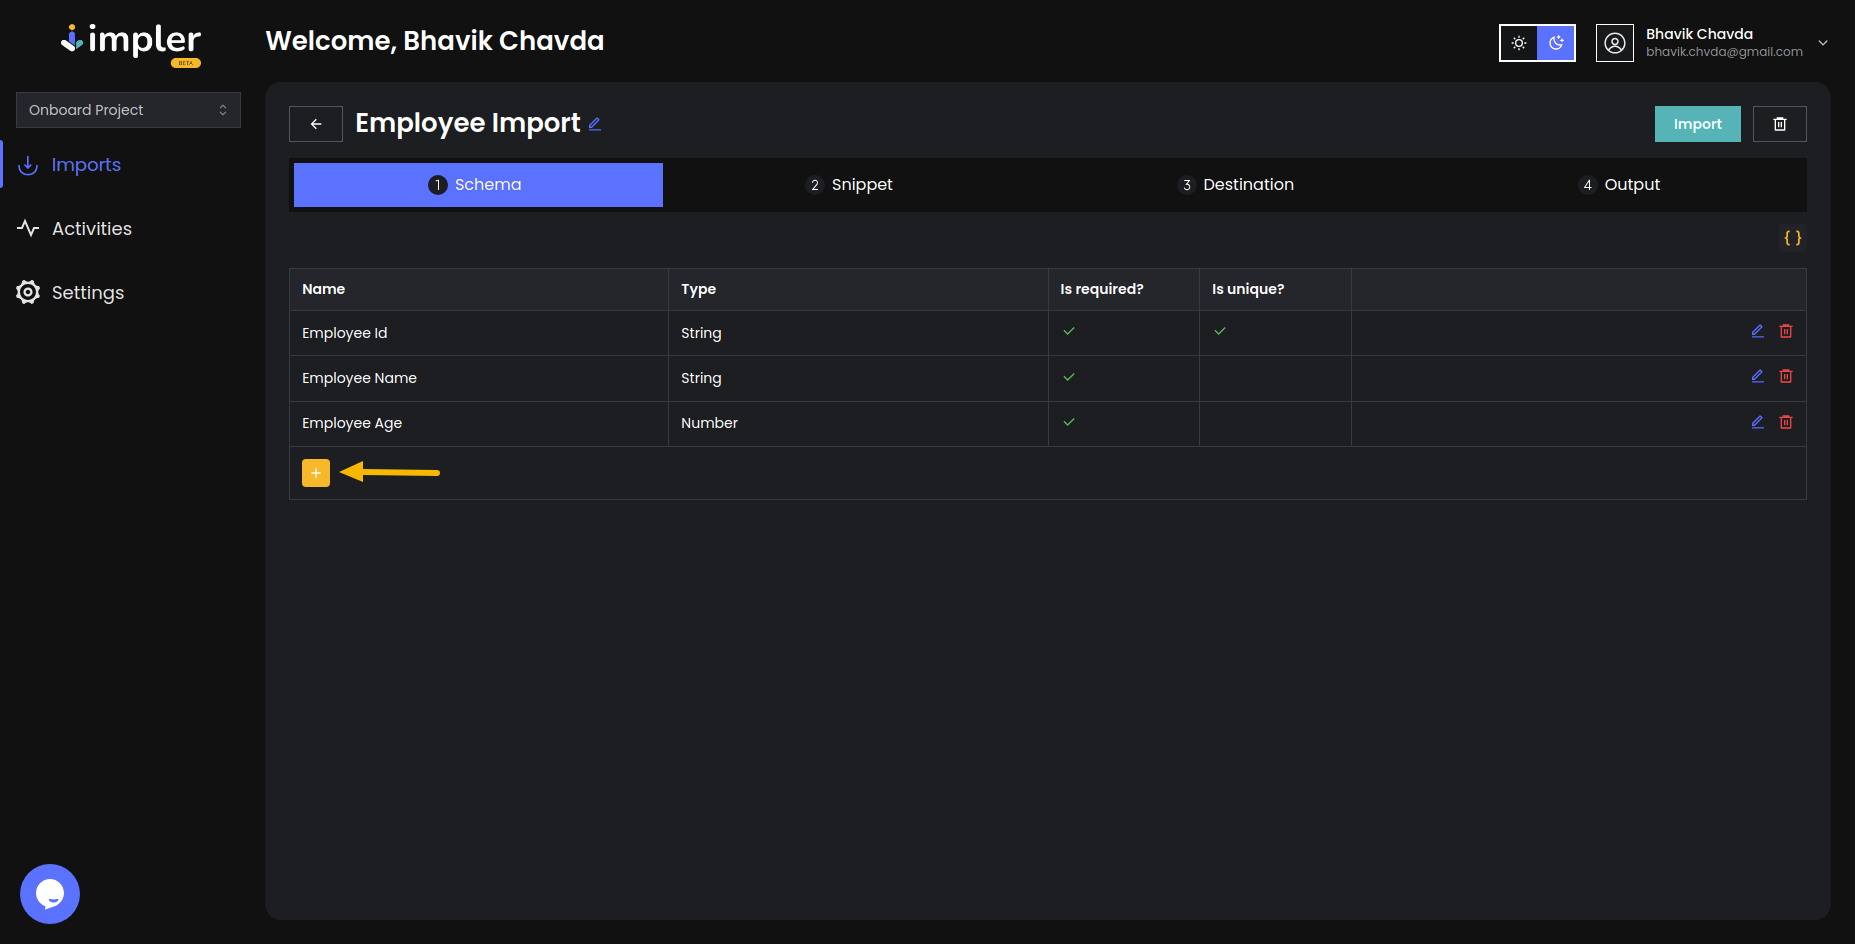 impler
BETA
Welcome, Bhavik Chavda
Bhavik Chavda
bhavik.chvda@gmail.com
Onboard Project
Imports
Activities
Settings
Employee Import
Import
1 Schema
2 Snippet
3 Destination
4 Output
{ }
Name Type Is required? Is unique?
Employee Id String
Employee Name String
Employee Age Number
+